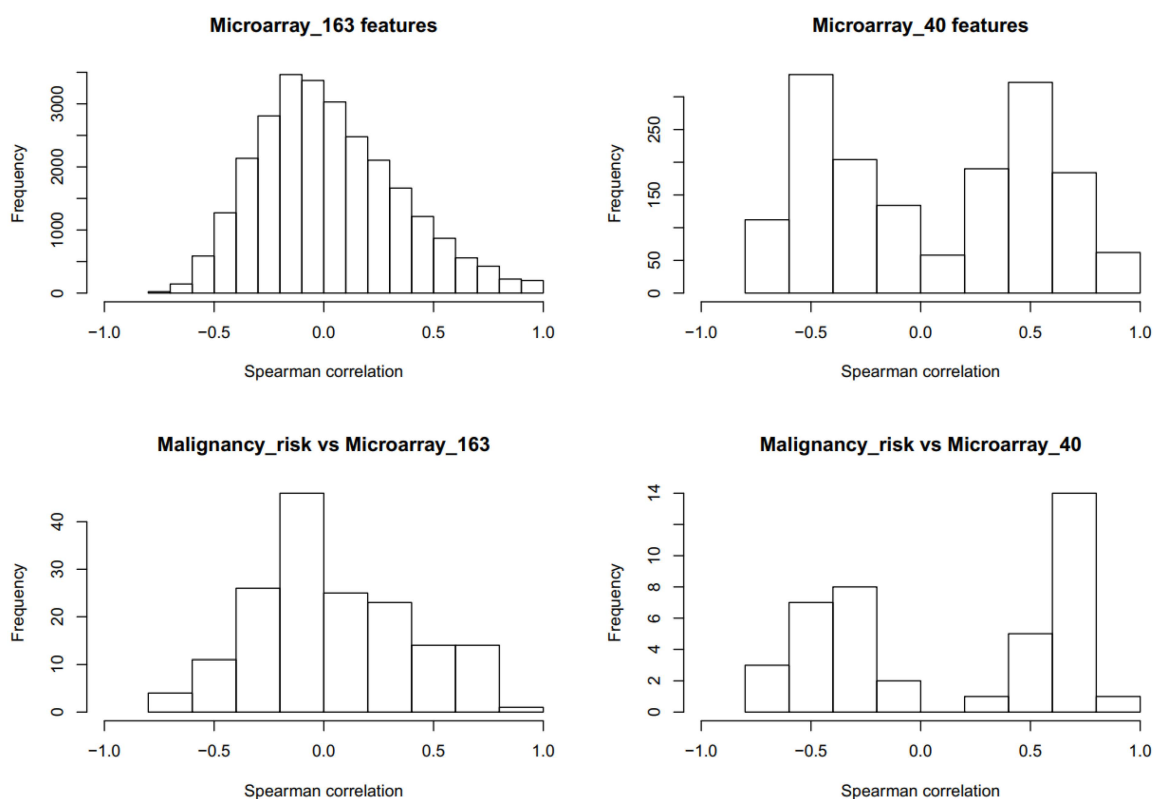 Microarray_163 features
Frequency
0 1000 2000 3000
−1.0 −0.5 0.0 0.5 1.0
Spearman correlation
Microarray_40 features
Frequency
0 50 150 250
−1.0 −0.5 0.0 0.5 1.0
Spearman correlation
Malignancy_risk vs Microarray_163
Frequency
0 10 20 30 40
−1.0 −0.5 0.0 0.5 1.0
Spearman correlation
Malignancy_risk vs Microarray_40
Frequency
0 2 4 6 8 10 14
−1.0 −0.5 0.0 0.5 1.0
Spearman correlation